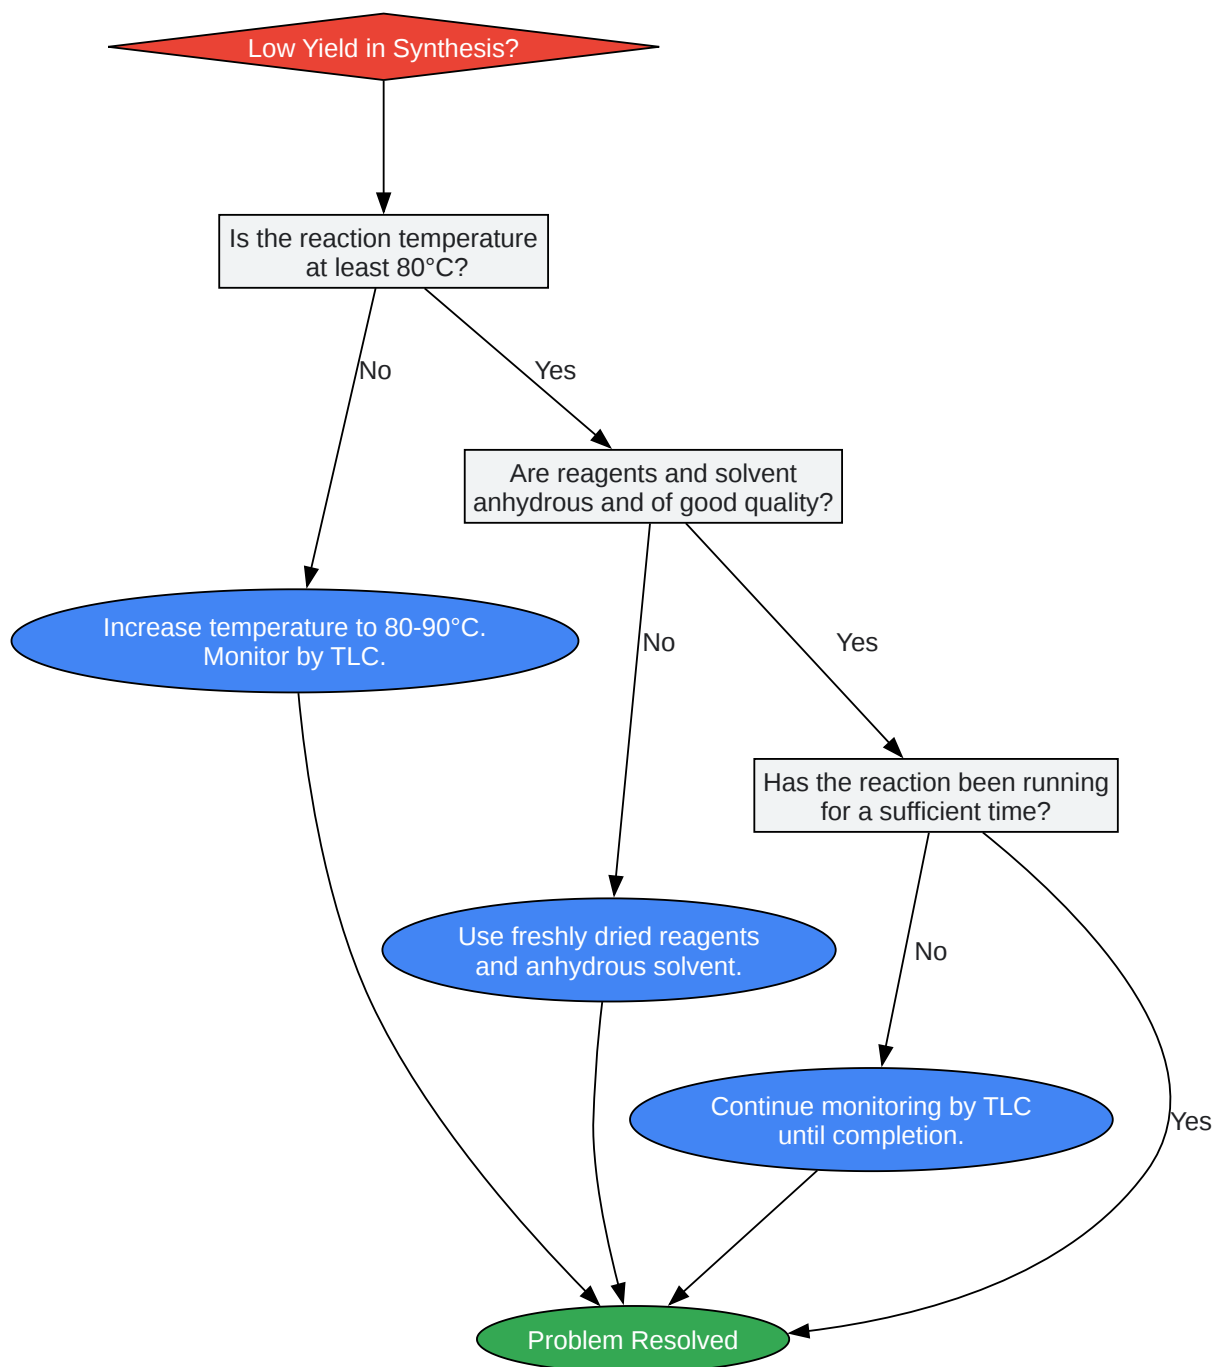 Low Yield in Synthesis?
Is the reaction temperature
at least 80°C?
No
Yes
Are reagents and solvent
anhydrous and of good quality?
Increase temperature to 80-90°C.
Monitor by TLC.
No
Yes
Has the reaction been running
for a sufficient time?
Use freshly dried reagents
and anhydrous solvent.
No
Continue monitoring by TLC
until completion.
Yes
Problem Resolved